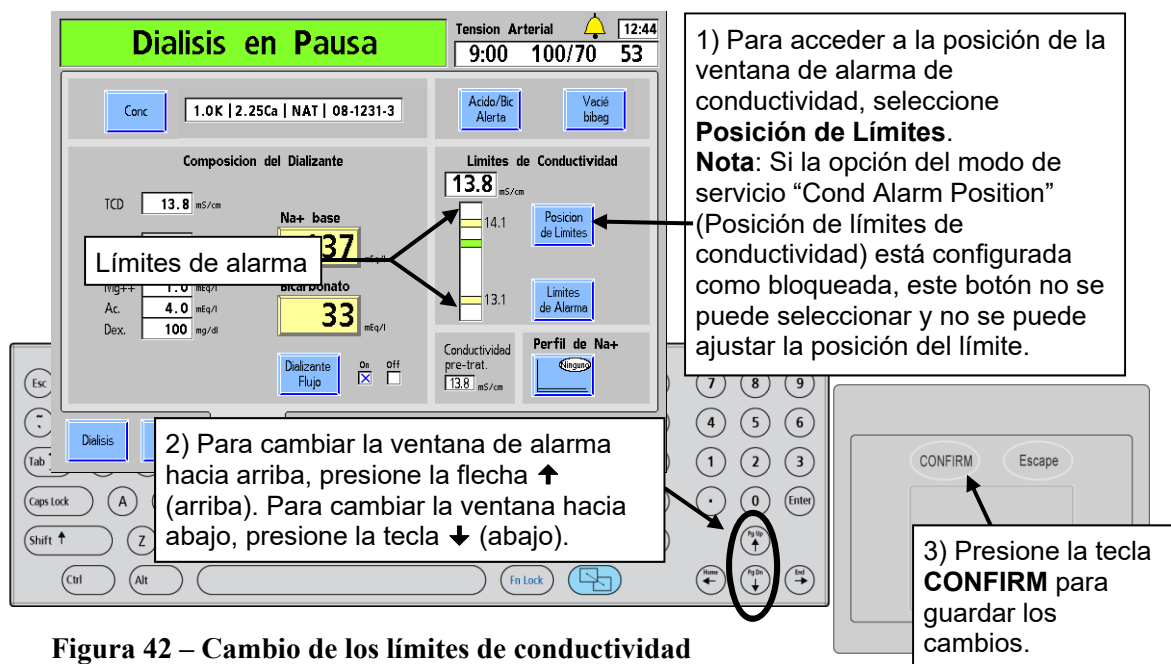 Dialisis en Pausa
Tension Arterial
12:44
9:00 100/70 53
Conc
1.0K | 2.25Ca | NAT | 08-1231-3
Acido/Bic
Alerta
Vacié
bibag
Composicion del Dializante
TCD 13.8 mS/cm
Na+ base
37
Límites de alarma
Mg++ 1.0 mEq/l
Bicarbonato
Ac. 4.0 mEq/l
33 mEq/l
Dex. 100 mg/dl
Dializante
Flujo
On Off
Limites de Conductividad
13.8 mS/cm
14.1
Posicion
de Limites
13.1
Limites
de Alarma
Conductividad
pre-trat.
13.8 mS/cm
Perfil de Na+
Ninguno
Dialisis
1) Para acceder a la posición de la
ventana de alarma de
conductividad, seleccione
Posición de Límites.
Nota: Si la opción del modo de
servicio “Cond Alarm Position”
(Posición de límites de
conductividad) está configurada
como bloqueada, este botón no se
puede seleccionar y no se puede
ajustar la posición del límite.
2) Para cambiar la ventana de alarma
hacia arriba, presione la flecha ↑
(arriba). Para cambiar la ventana hacia
abajo, presione la tecla ↓ (abajo).
Esc
7 8 9
4 5 6
Tab
1 2 3
Caps Lock A
. 0 Enter
Shift ↑ Z
Pg Up
↑
Ctrl Alt
Fn Lock
Home
←
Pg Dn
↓
End
→
CONFIRM Escape
3) Presione la tecla
CONFIRM para
guardar los
cambios.
Figura 42 – Cambio de los límites de conductividad